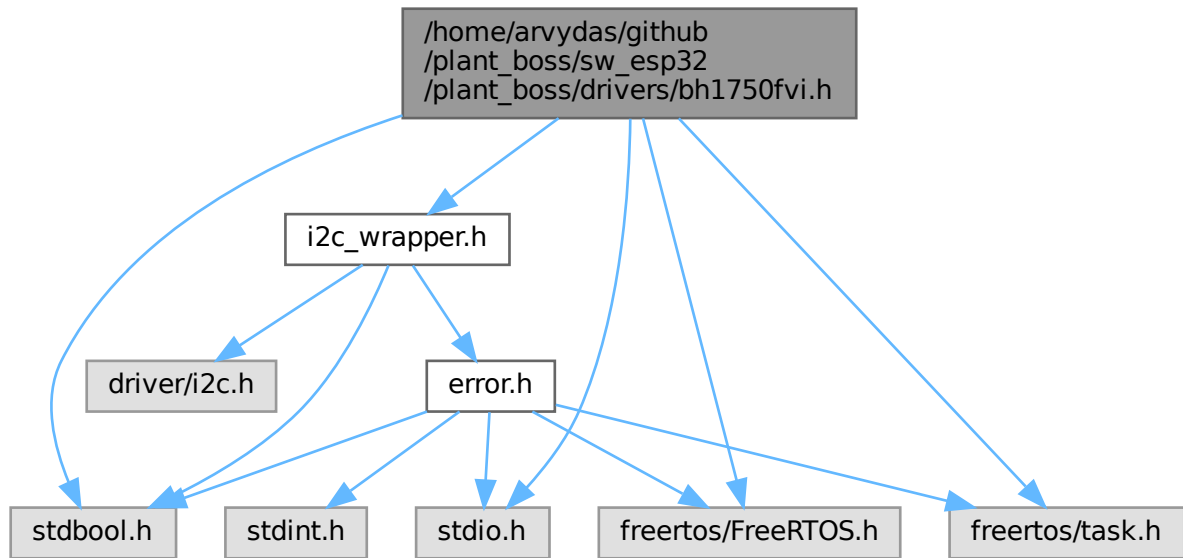 /home/arvydas/github
/plant_boss/sw_esp32
/plant_boss/drivers/bh1750fvi.h
i2c_wrapper.h
driver/i2c.h
error.h
stdbool.h
stdint.h
stdio.h
freertos/FreeRTOS.h
freertos/task.h